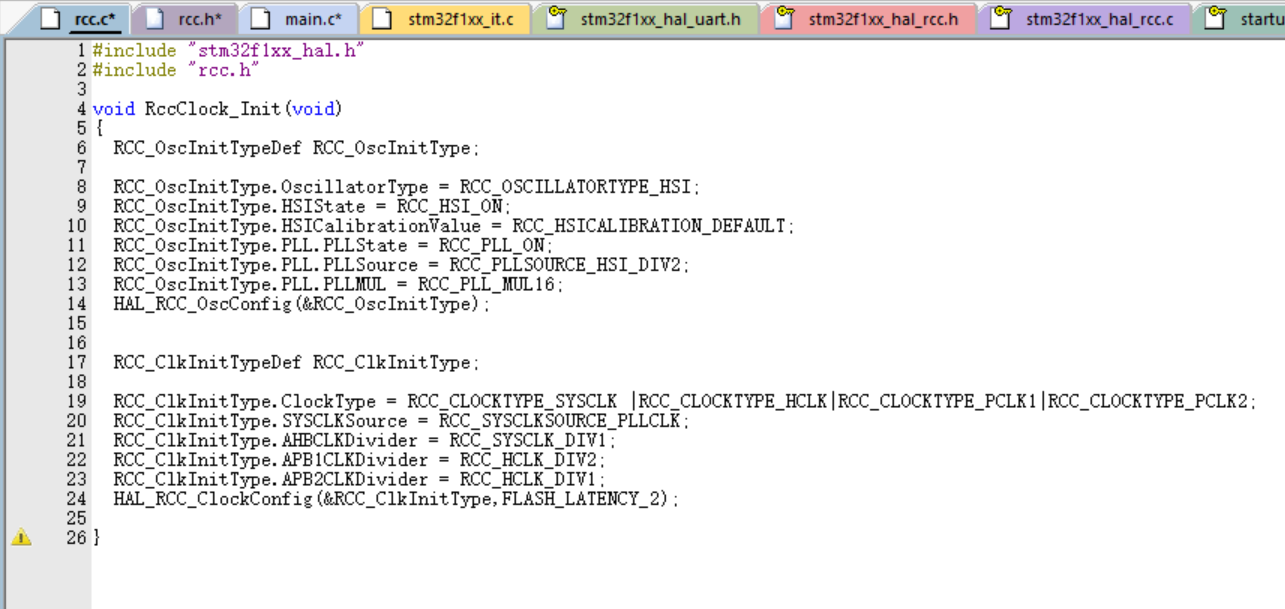 rcc.c* rcc.h* main.c* stm32f1xx_it.c stm32f1xx_hal_uart.h stm32f1xx_hal_rcc.h stm32f1xx_hal_rcc.c startu
1 #include "stm32f1xx_hal.h"
2 #include "rcc.h"
3
4 void RccClock_Init(void)
5 {
6 RCC_OscInitTypeDef RCC_OscInitType;
7
8 RCC_OscInitType.OscillatorType = RCC_OSCILLATORTYPE_HSI;
9 RCC_OscInitType.HSIState = RCC_HSI_ON;
10 RCC_OscInitType.HSICalibrationValue = RCC_HSICALIBRATION_DEFAULT;
11 RCC_OscInitType.PLL.PLLState = RCC_PLL_ON;
12 RCC_OscInitType.PLL.PLLSource = RCC_PLLSOURCE_HSI_DIV2;
13 RCC_OscInitType.PLL.PLLMUL = RCC_PLL_MUL16;
14 HAL_RCC_OscConfig(&RCC_OscInitType);
15
16
17 RCC_ClkInitTypeDef RCC_ClkInitType;
18
19 RCC_ClkInitType.ClockType = RCC_CLOCKTYPE_SYSCLK |RCC_CLOCKTYPE_HCLK|RCC_CLOCKTYPE_PCLK1|RCC_CLOCKTYPE_PCLK2;
20 RCC_ClkInitType.SYSCLKSource = RCC_SYSCLKSOURCE_PLLCLK;
21 RCC_ClkInitType.AHBCLKDivider = RCC_SYSCLK_DIV1;
22 RCC_ClkInitType.APB1CLKDivider = RCC_HCLK_DIV2;
23 RCC_ClkInitType.APB2CLKDivider = RCC_HCLK_DIV1;
24 HAL_RCC_ClockConfig(&RCC_ClkInitType,FLASH_LATENCY_2);
25
26 }